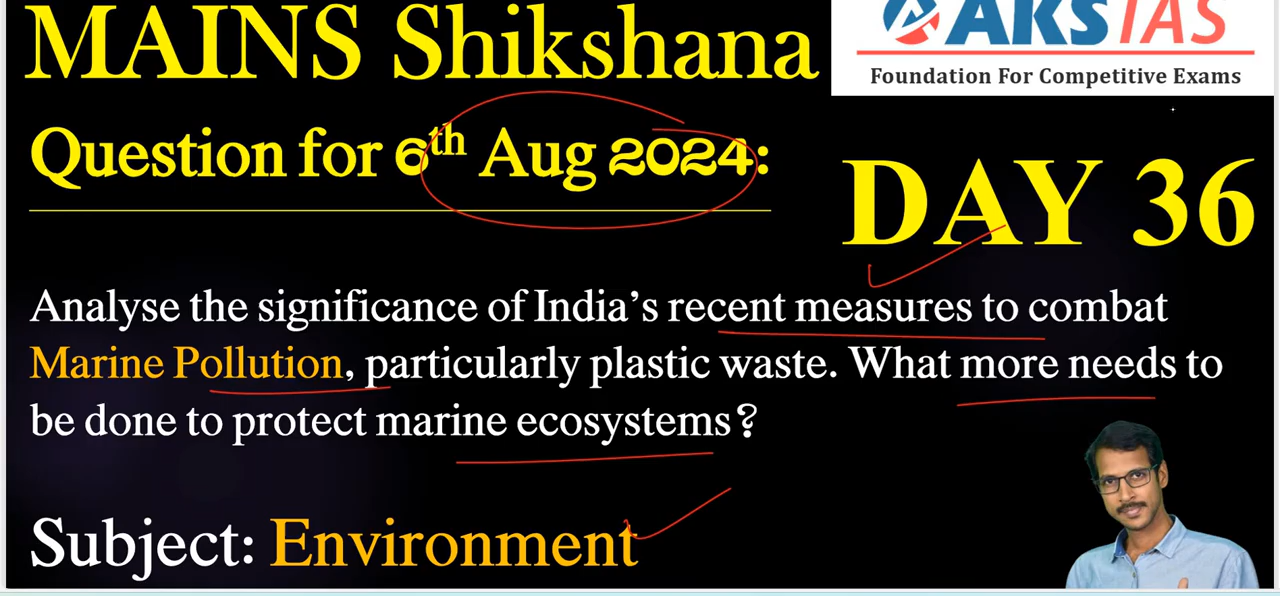 MAINS Shikshana
AKS IAS
Foundation For Competitive Exams
Question for 6th Aug 2024:
DAY 36
Analyse the significance of India’s recent measures to combat
Marine Pollution, particularly plastic waste. What more needs to
be done to protect marine ecosystems?
Subject: Environment